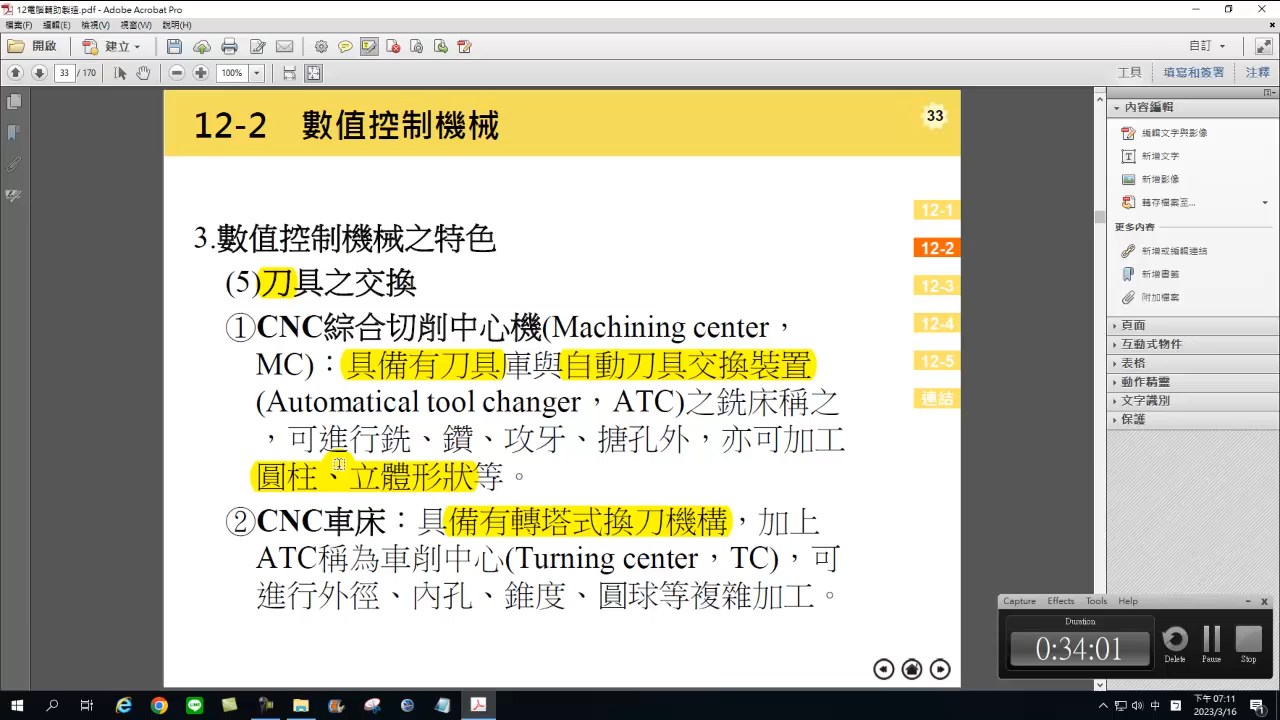 12電腦輔助製造.pdf - Adobe Acrobat Pro
檔案(F) 編輯(E) 檢視(V) 視窗(W) 說明(H)
開啟 建立 自訂
33 / 170 100% 工具 填寫和簽署 注釋
12-2 數值控制機械
33
3.數值控制機械之特色
(5)刀具之交換
①CNC綜合切削中心機(Machining center，
MC)：具備有刀具庫與自動刀具交換裝置
(Automatical tool changer，ATC)之銑床稱之
，可進行銑、鑽、攻牙、搪孔外，亦可加工
圓柱、立體形狀等。
②CNC車床：具備有轉塔式換刀機構，加上
ATC稱為車削中心(Turning center，TC)，可
進行外徑、內孔、錐度、圓球等複雜加工。
12-1
12-2
12-3
12-4
12-5
連結
內容編輯
編輯文字與影像
新增文字
新增影像
轉存檔案至...
更多內容
新增或編輯連結
新增書籤
附加檔案
頁面
互動式物件
表格
動作精靈
文字識別
保護
Capture Effects Tools Help
Duration
0:34:01
Delete Pause Stop
中
下午 07:11
2023/3/16
LINE
1